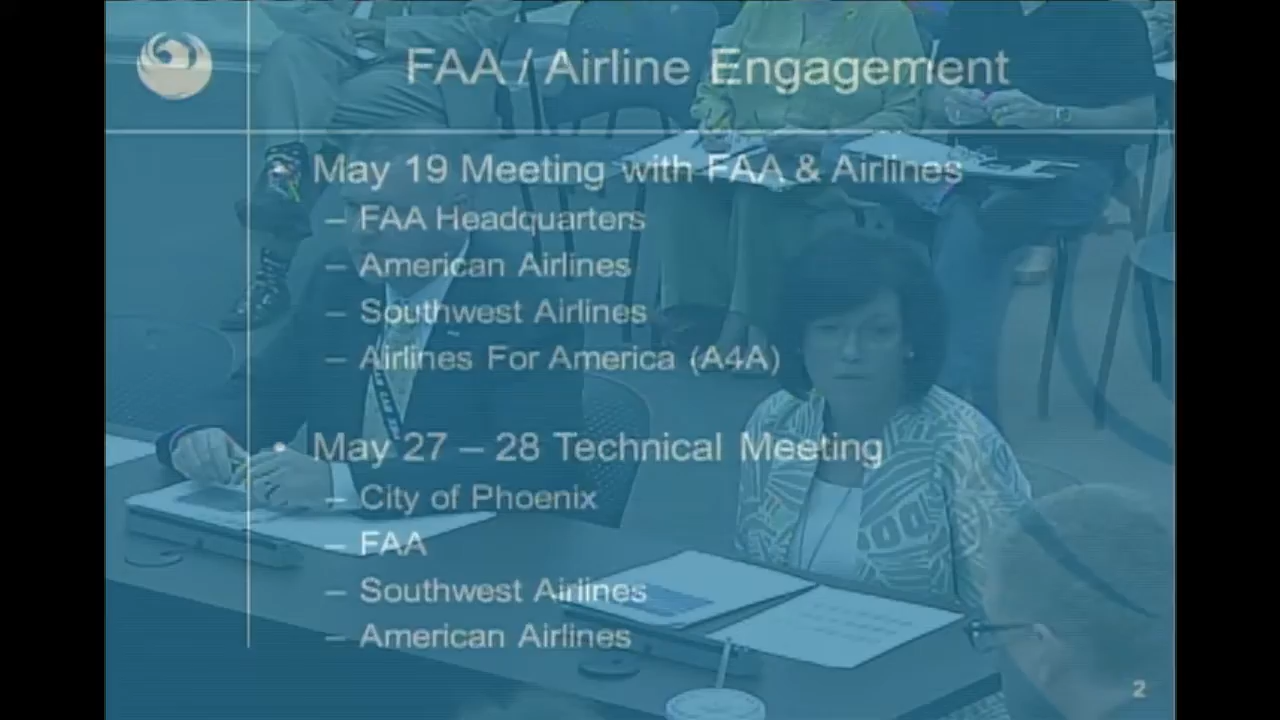 FAA / Airline Engagement
May 19 Meeting with FAA & Airlines
– FAA Headquarters
– American Airlines
– Southwest Airlines
– Airlines For America (A4A)
• May 27 – 28 Technical Meeting
– City of Phoenix
– FAA
– Southwest Airlines
– American Airlines
2